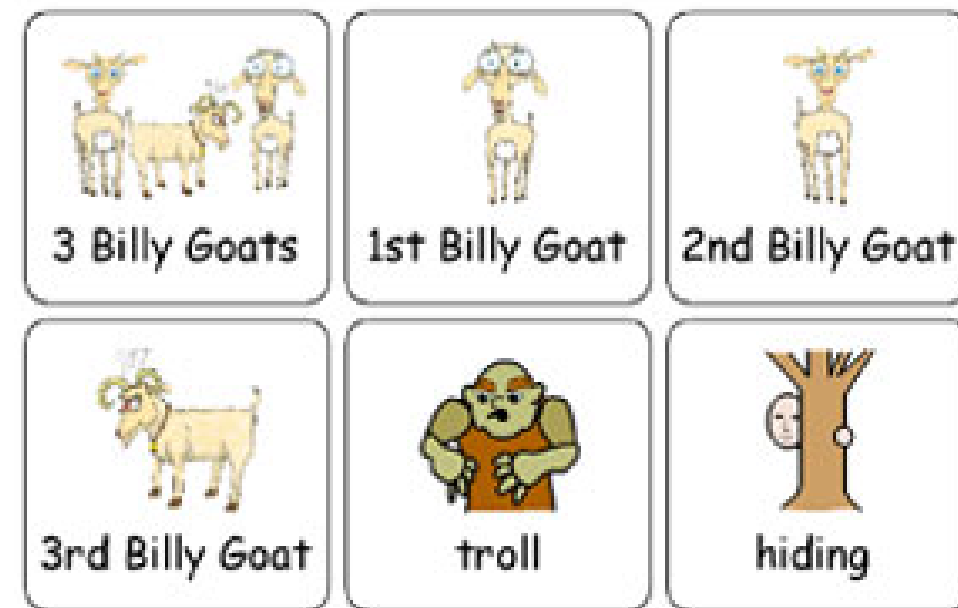 3 Billy Goats
1st Billy Goat
2nd Billy Goat
3rd Billy Goat
troll
hiding